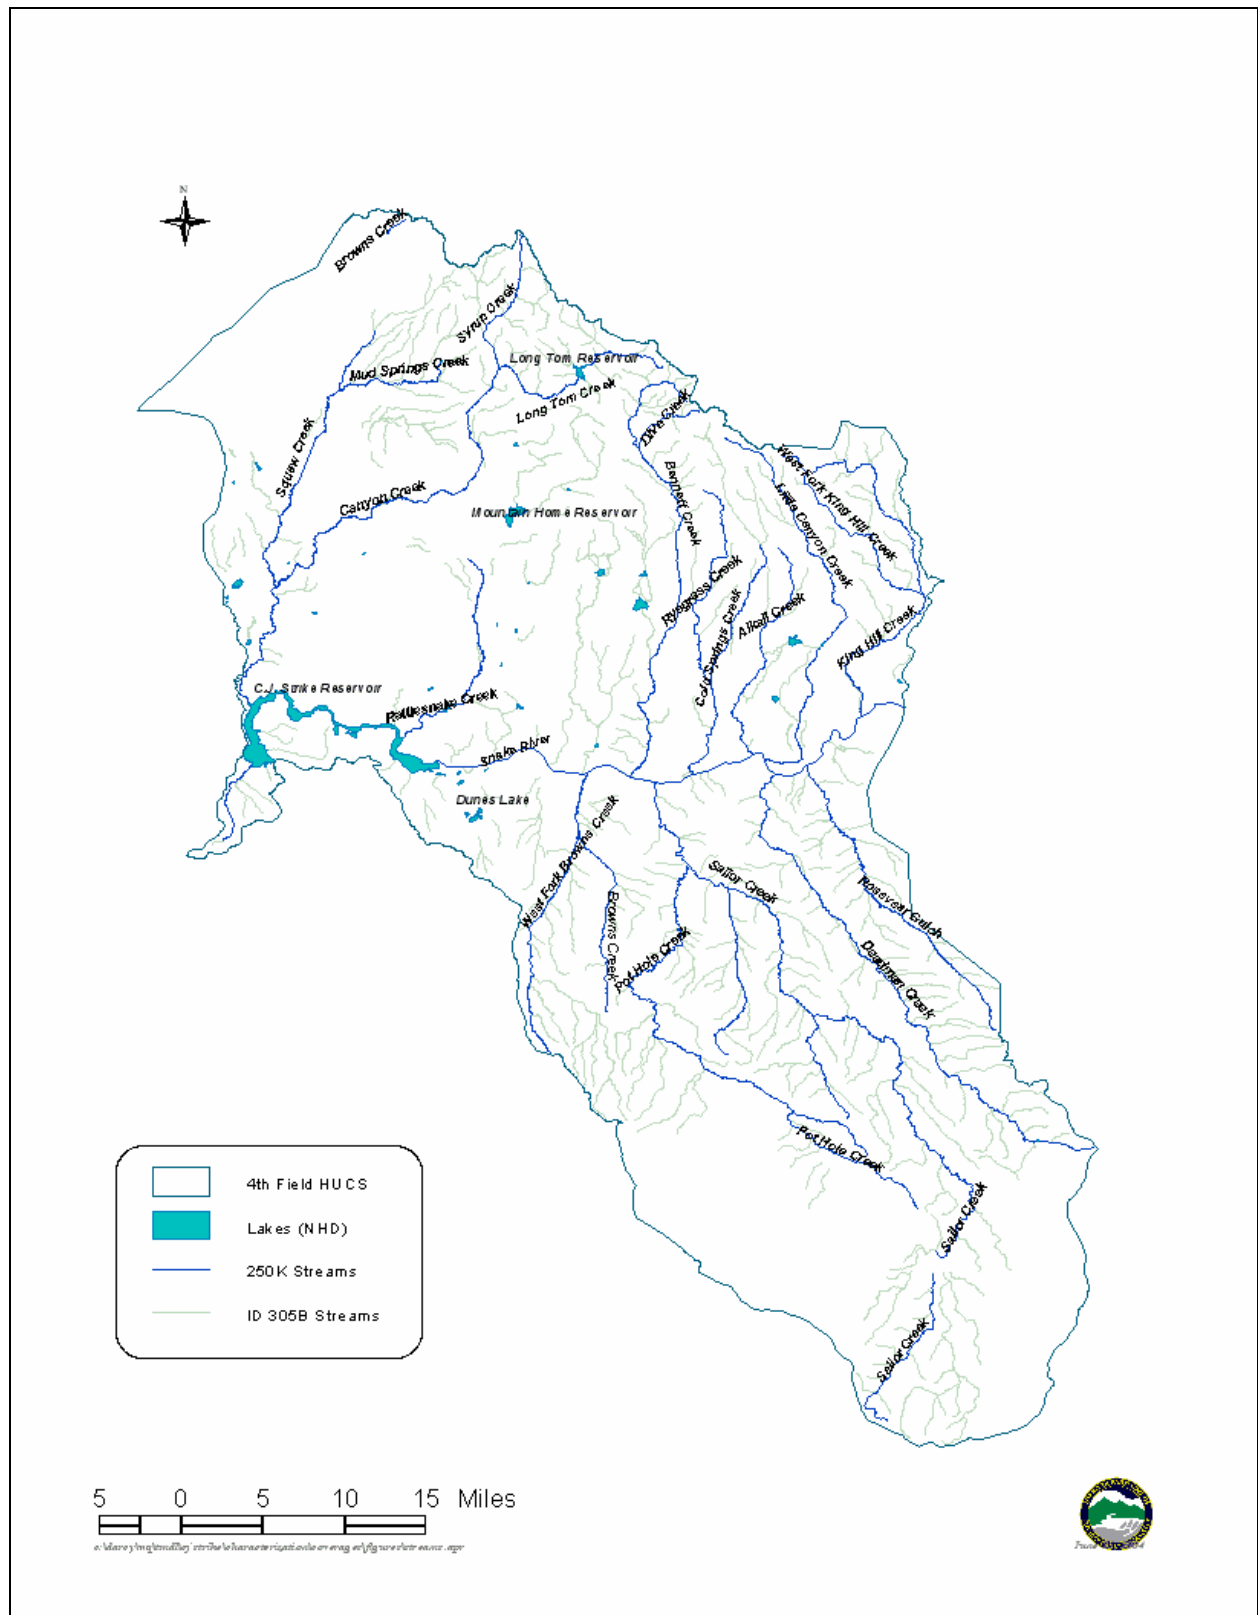 N
Browns Creek
Syrup Creek
Long Tom Reservoir
Mud Springs Creek
Long Tom Creek
Dive Creek
Squaw Creek
West Fork King Hill Creek
Bennett Creek
Canyon Creek
Little Canyon Creek
Mountain Home Reservoir
Ryegrass Creek
Cold Springs Creek
Alkali Creek
King Hill Creek
C.J. Strike Reservoir
Rattlesnake Creek
Snake River
Dunes Lake
West Fork Browns Creek
Sailor Creek
Browns Creek
Rosevear Gulch
Pot Hole Creek
Deadman Creek
Pot Hole Creek
Sailor Creek
Sailor Creek
4th Field HUCS
Lakes (NHD)
250K Streams
ID 305B Streams
5 0 5 10 15 Miles